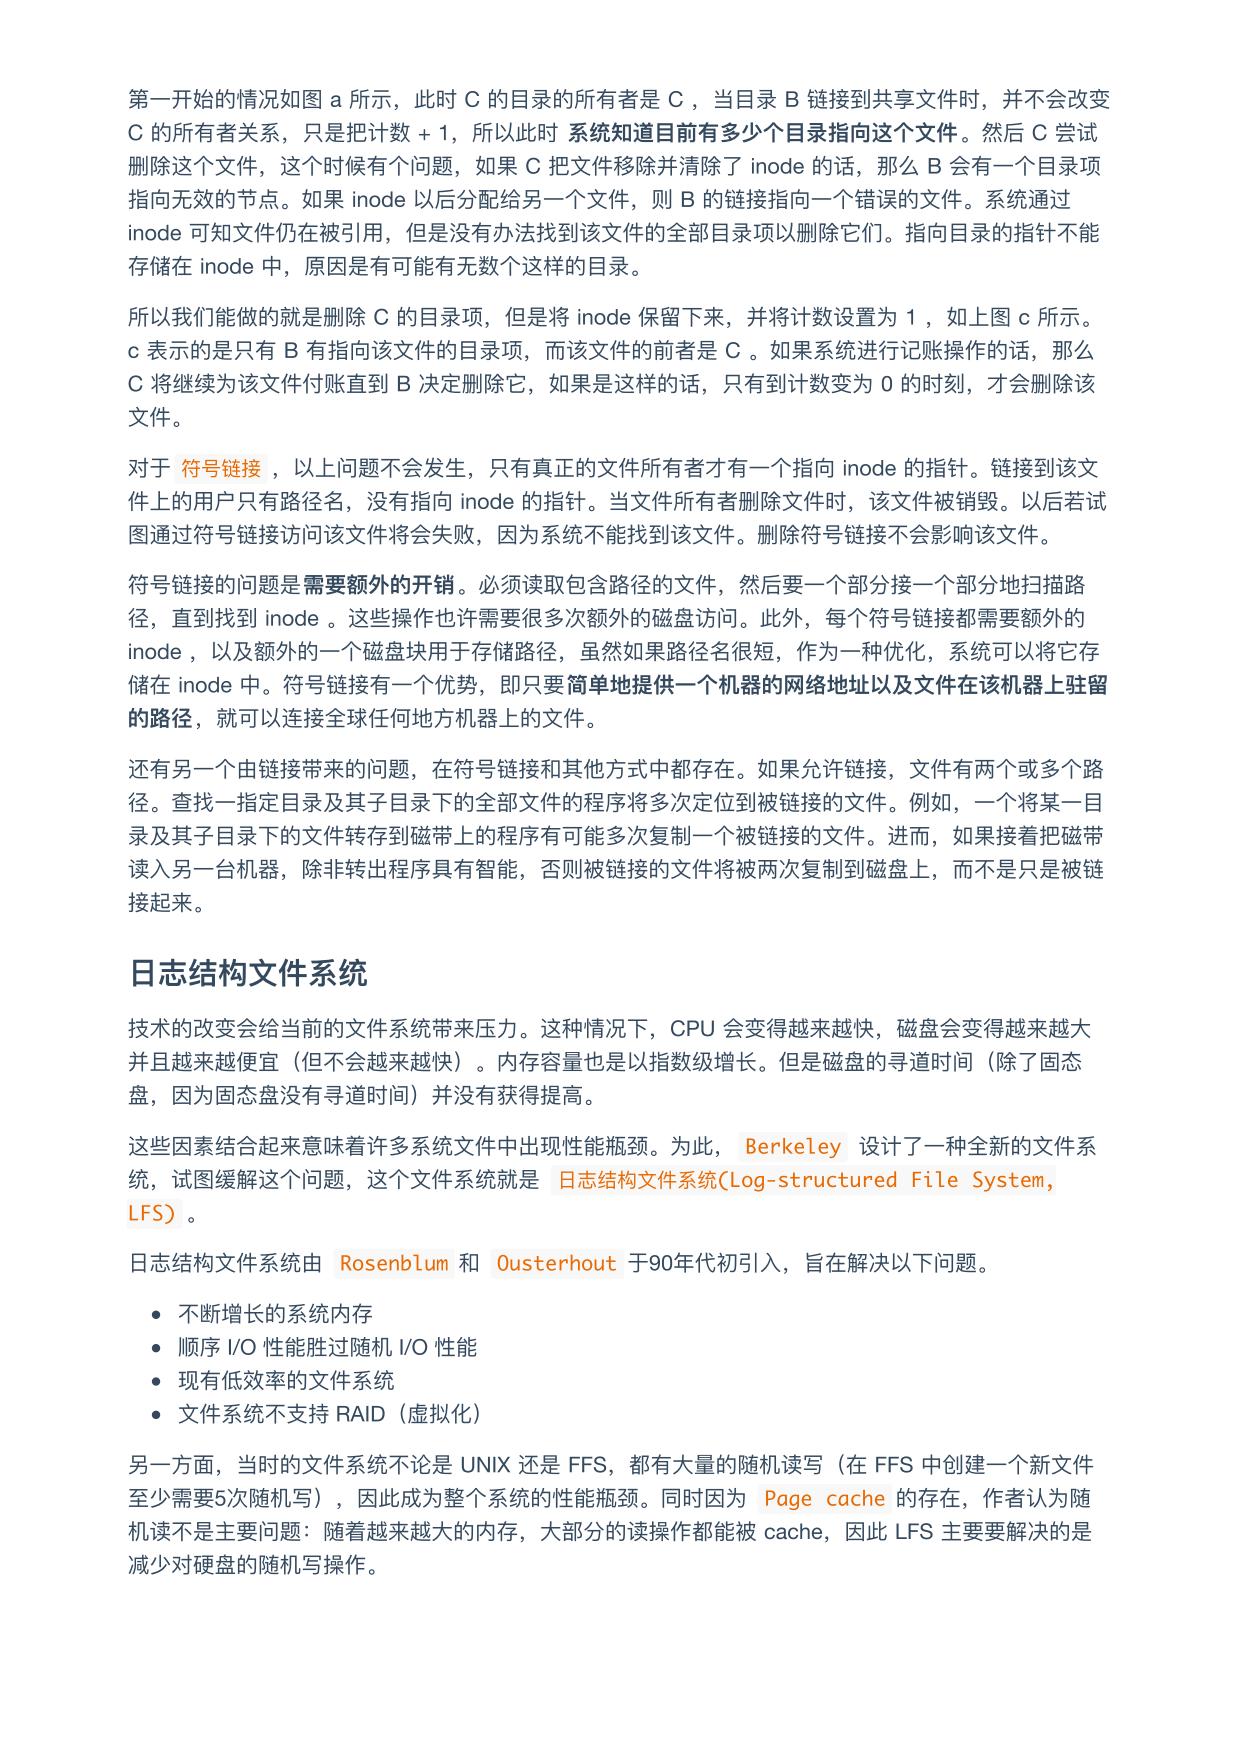 第一开始的情况如图 a 所示，此时 C 的目录的所有者是 C ，当目录 B 链接到共享文件时，并不会改变
C 的所有者关系，只是把计数 + 1，所以此时 系统知道目前有多少个目录指向这个文件。然后 C 尝试
删除这个文件，这个时候有个问题，如果 C 把文件移除并清除了 inode 的话，那么 B 会有一个目录项
指向无效的节点。如果 inode 以后分配给另一个文件，则 B 的链接指向一个错误的文件。系统通过
inode 可知文件仍在被引用，但是没有办法找到该文件的全部目录项以删除它们。指向目录的指针不能
存储在 inode 中，原因是有可能有无数个这样的目录。
所以我们能做的就是删除 C 的目录项，但是将 inode 保留下来，并将计数设置为 1 ，如上图 c 所示。
c 表示的是只有 B 有指向该文件的目录项，而该文件的前者是 C 。如果系统进行记账操作的话，那么
C 将继续为该文件付账直到 B 决定删除它，如果是这样的话，只有到计数变为 0 的时刻，才会删除该
文件。
对于 符号链接 ，以上问题不会发生，只有真正的文件所有者才有一个指向 inode 的指针。链接到该文
件上的用户只有路径名，没有指向 inode 的指针。当文件所有者删除文件时，该文件被销毁。以后若试
图通过符号链接访问该文件将会失败，因为系统不能找到该文件。删除符号链接不会影响该文件。
符号链接的问题是需要额外的开销。必须读取包含路径的文件，然后要一个部分接一个部分地扫描路
径，直到找到 inode 。这些操作也许需要很多次额外的磁盘访问。此外，每个符号链接都需要额外的
inode ，以及额外的一个磁盘块用于存储路径，虽然如果路径名很短，作为一种优化，系统可以将它存
储在 inode 中。符号链接有一个优势，即只要简单地提供一个机器的网络地址以及文件在该机器上驻留
的路径，就可以连接全球任何地方机器上的文件。
还有另一个由链接带来的问题，在符号链接和其他方式中都存在。如果允许链接，文件有两个或多个路
径。查找一指定目录及其子目录下的全部文件的程序将多次定位到被链接的文件。例如，一个将某一目
录及其子目录下的文件转存到磁带上的程序有可能多次复制一个被链接的文件。进而，如果接着把磁带
读入另一台机器，除非转出程序具有智能，否则被链接的文件将被两次复制到磁盘上，而不是只是被链
接起来。
日志结构文件系统
技术的改变会给当前的文件系统带来压力。这种情况下，CPU 会变得越来越快，磁盘会变得越来越大
并且越来越便宜（但不会越来越快）。内存容量也是以指数级增长。但是磁盘的寻道时间（除了固态
盘，因为固态盘没有寻道时间）并没有获得提高。
这些因素结合起来意味着许多系统文件中出现性能瓶颈。为此， Berkeley 设计了一种全新的文件系
统，试图缓解这个问题，这个文件系统就是 日志结构文件系统(Log-structured File System,
LFS) 。
日志结构文件系统由 Rosenblum 和 Ousterhout 于90年代初引入，旨在解决以下问题。
● 不断增长的系统内存
● 顺序 I/O 性能胜过随机 I/O 性能
● 现有低效率的文件系统
● 文件系统不支持 RAID（虚拟化）
另一方面，当时的文件系统不论是 UNIX 还是 FFS，都有大量的随机读写（在 FFS 中创建一个新文件
至少需要5次随机写），因此成为整个系统的性能瓶颈。同时因为 Page cache 的存在，作者认为随
机读不是主要问题：随着越来越大的内存，大部分的读操作都能被 cache，因此 LFS 主要要解决的是
减少对硬盘的随机写操作。